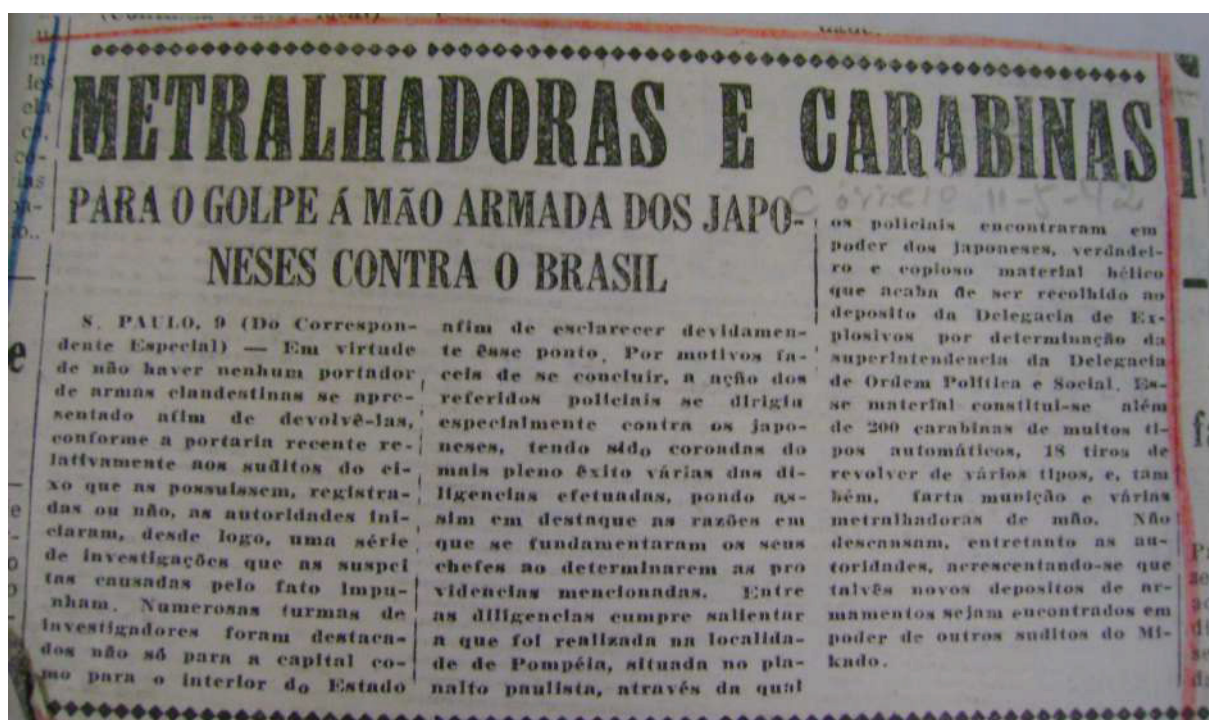 METRALHADORAS E CARABINAS
PARA O GOLPE Á MÃO ARMADA DOS JAPO-
NESES CONTRA O BRASIL
Correio 11-5-42
S. PAULO, 9 (Do Correspon-
dente Especial) — Em virtude
de não haver nenhum portador
de armas clandestinas se apre-
sentado afim de devolvê-las,
conforme a portaria recente re-
lativamente aos suditos do ei-
xo que as possuissem, registra-
das ou não, as autoridades ini-
ciaram, desde logo, uma série
de investigações que as suspei
tas causadas pelo fato impu-
nham. Numerosas turmas de
investigadores foram destaca-
dos não só para a capital co-
mo para o interior do Estado
afim de esclarecer devidamen-
te êsse ponto. Por motivos fa-
ceis de se concluir, a ação dos
referidos policiais se dirigia
especialmente contra os japo-
neses, tendo sido coroadas do
mais pleno êxito várias das di-
ligencias efetuadas, pondo as-
sim em destaque as razões em
que se fundamentaram os seus
chefes ao determinarem as pro
videncias mencionadas. Entre
as diligencias cumpre salientar
a que foi realizada na localida-
de de Pompéia, situada no pla-
nalto paulista, através da qual
os policiais encontraram em
poder dos japoneses, verdadei-
ro e copioso material bélico
que acaba de ser recolhido ao
deposito da Delegacia de Ex-
plosivos por determinação da
superintendencia da Delegacia
de Ordem Política e Social. Es-
se material constitui-se além
de 200 carabinas de muitos ti-
pos automáticos, 18 tiros de
revolver de vários tipos, e, tam
bém, farta munição e várias
metralhadoras de mão. Não
descansam, entretanto as au-
toridades, acrescentando-se que
talvês novos depositos de ar-
mamentos sejam encontrados em
poder de outros suditos do Mi-
kado.